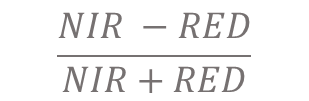 NIR − RED
NIR + RED